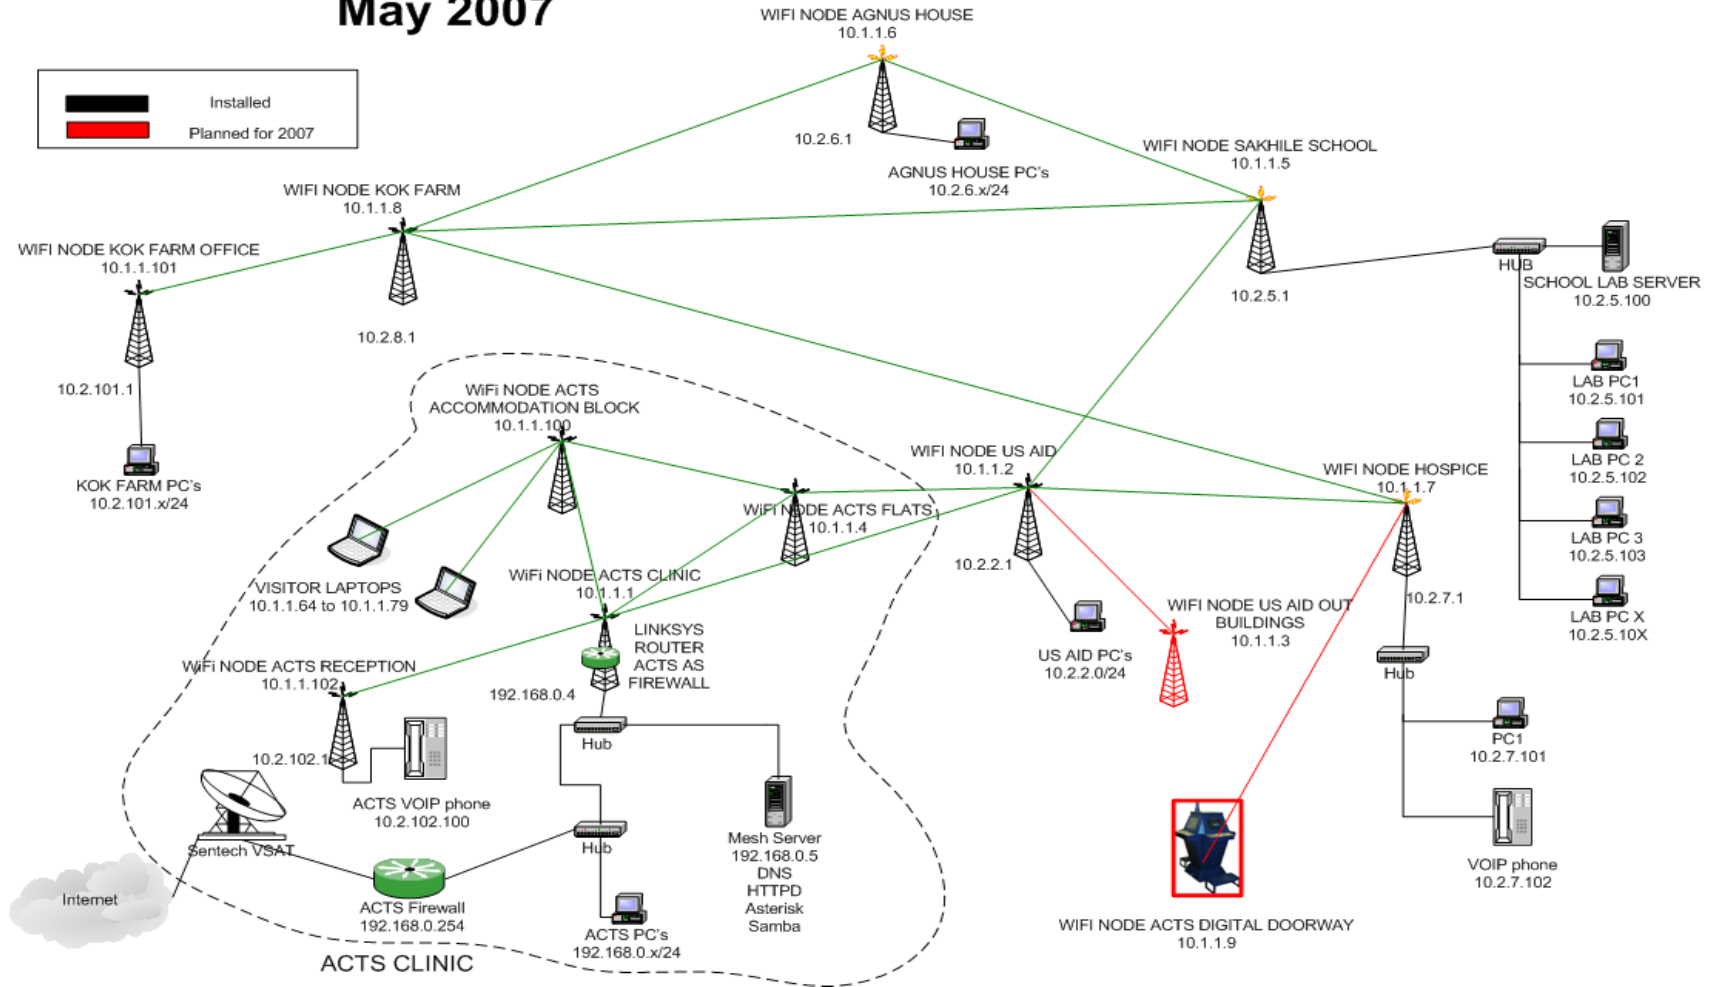 May 2007
Installed
Planned for 2007
WIFI NODE AGNUS HOUSE
10.1.1.6
10.2.6.1
AGNUS HOUSE PC's
10.2.6.x/24
WIFI NODE SAKHILE SCHOOL
10.1.1.5
10.2.5.1
HUB
SCHOOL LAB SERVER
10.2.5.100
LAB PC1
10.2.5.101
LAB PC 2
10.2.5.102
LAB PC 3
10.2.5.103
LAB PC X
10.2.5.10X
WIFI NODE KOK FARM
10.1.1.8
10.2.8.1
WIFI NODE KOK FARM OFFICE
10.1.1.101
10.2.101.1
KOK FARM PC's
10.2.101.x/24
WiFi NODE ACTS
ACCOMMODATION BLOCK
10.1.1.100
VISITOR LAPTOPS
10.1.1.64 to 10.1.1.79
WiFi NODE ACTS FLATS
10.1.1.4
WiFi NODE ACTS CLINIC
10.1.1.1
LINKSYS
ROUTER
ACTS AS
FIREWALL
192.168.0.4
Hub
WiFi NODE ACTS RECEPTION
10.1.1.102
10.2.102.1
ACTS VOIP phone
10.2.102.100
Sentech VSAT
Internet
ACTS Firewall
192.168.0.254
Hub
ACTS PC's
192.168.0.x/24
Mesh Server
192.168.0.5
DNS
HTTPD
Asterisk
Samba
ACTS CLINIC
WIFI NODE US AID
10.1.1.2
10.2.2.1
US AID PC's
10.2.2.0/24
WIFI NODE US AID OUT
BUILDINGS
10.1.1.3
WIFI NODE HOSPICE
10.1.1.7
10.2.7.1
Hub
PC1
10.2.7.101
VOIP phone
10.2.7.102
WIFI NODE ACTS DIGITAL DOORWAY
10.1.1.9